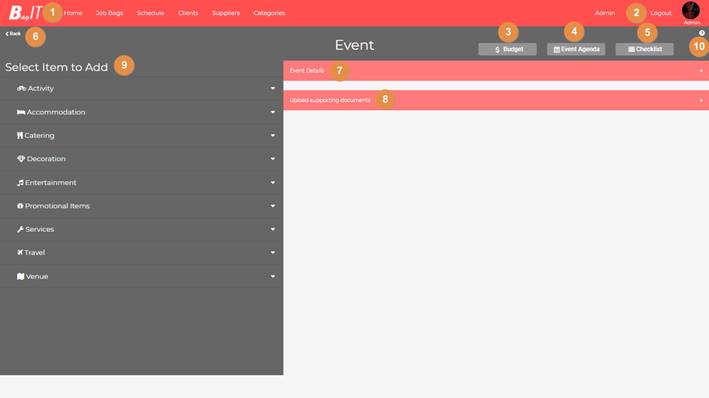 BagIT 1 Home Job Bags Schedule Clients Suppliers Categories Admin 2 Logout
Admin
Back
6
Event
3
4
5
10
$ Budget Event Agenda Checklist
Select Item to Add 9
Activity
Accommodation
Catering
Decoration
Entertainment
Promotional Items
Services
Travel
Venue
Event Details 7 +
Upload supporting documents 8 +